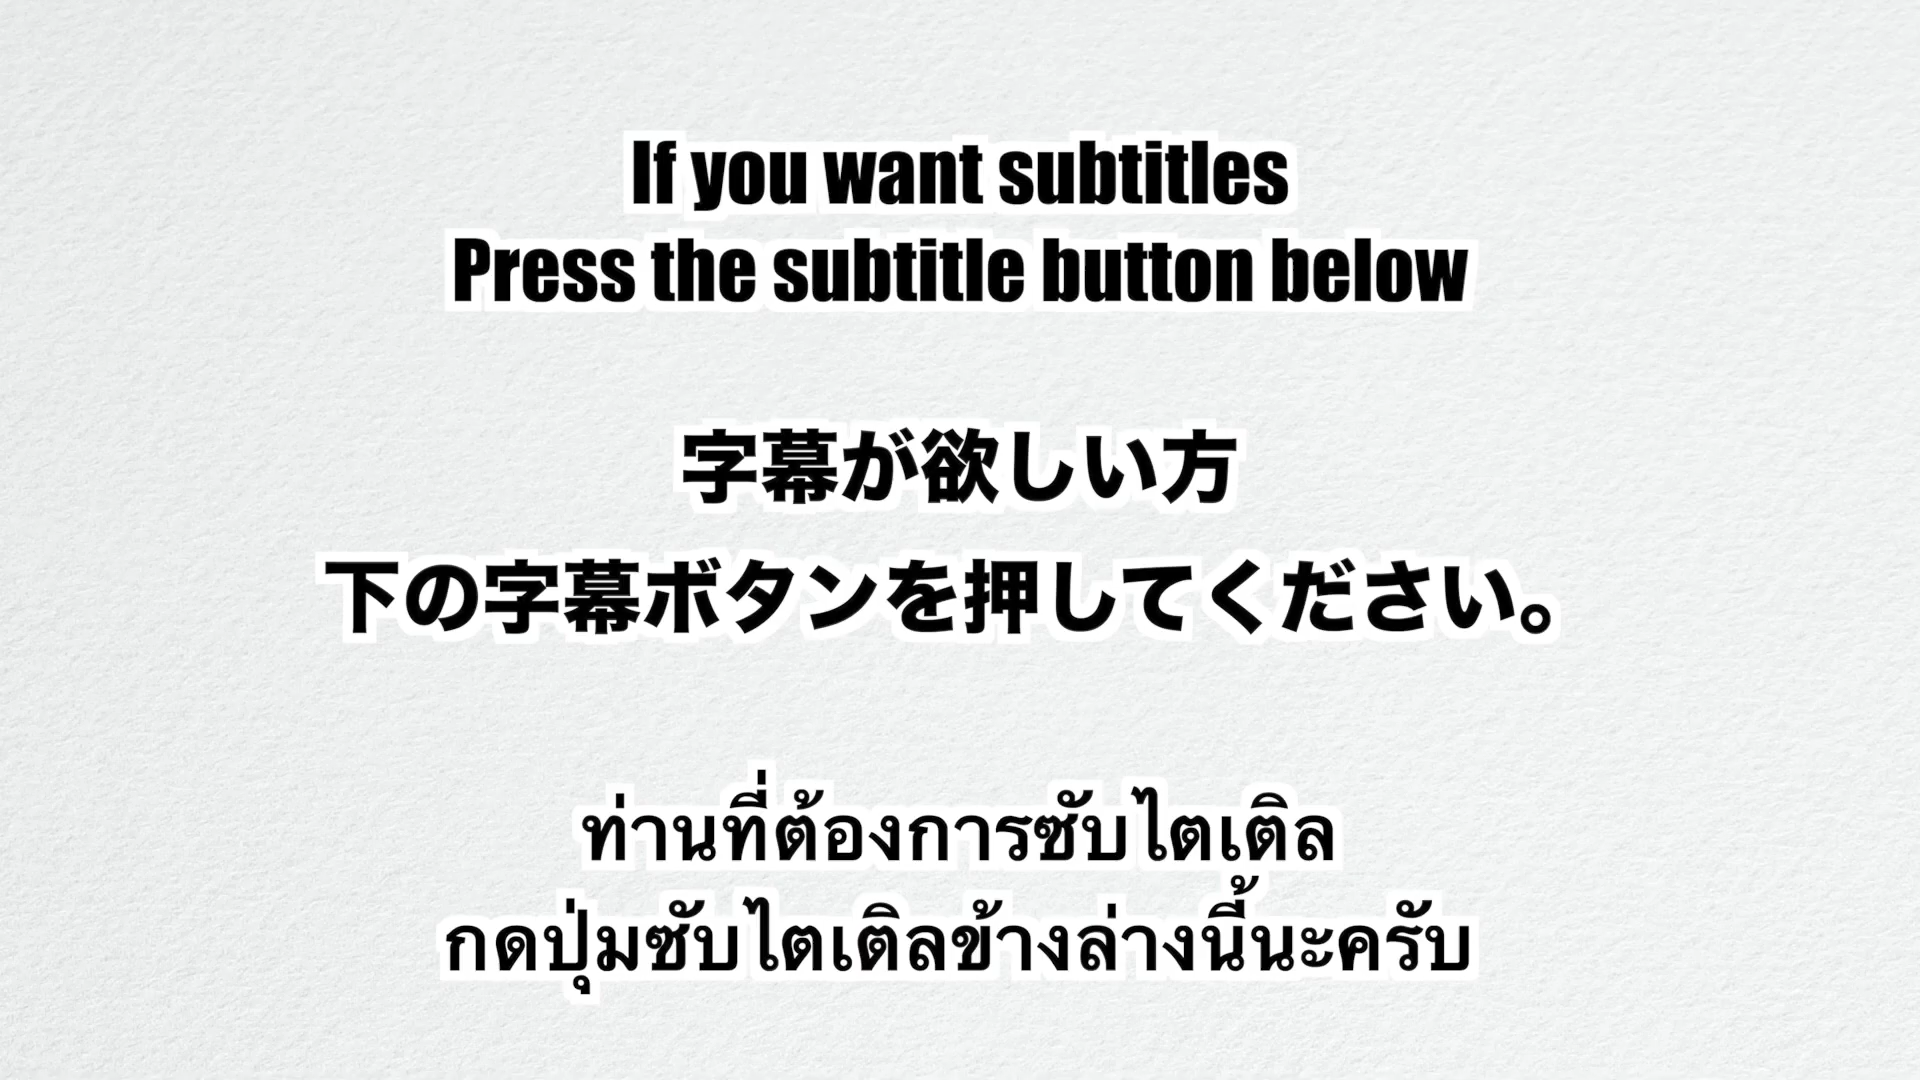 If you want subtitles
Press the subtitle button below
字幕が欲しい方
下の字幕ボタンを押してください。
ท่านที่ต้องการซับไตเติล
กดปุ่มซับไตเติลข้างล่างนี้นะครับ